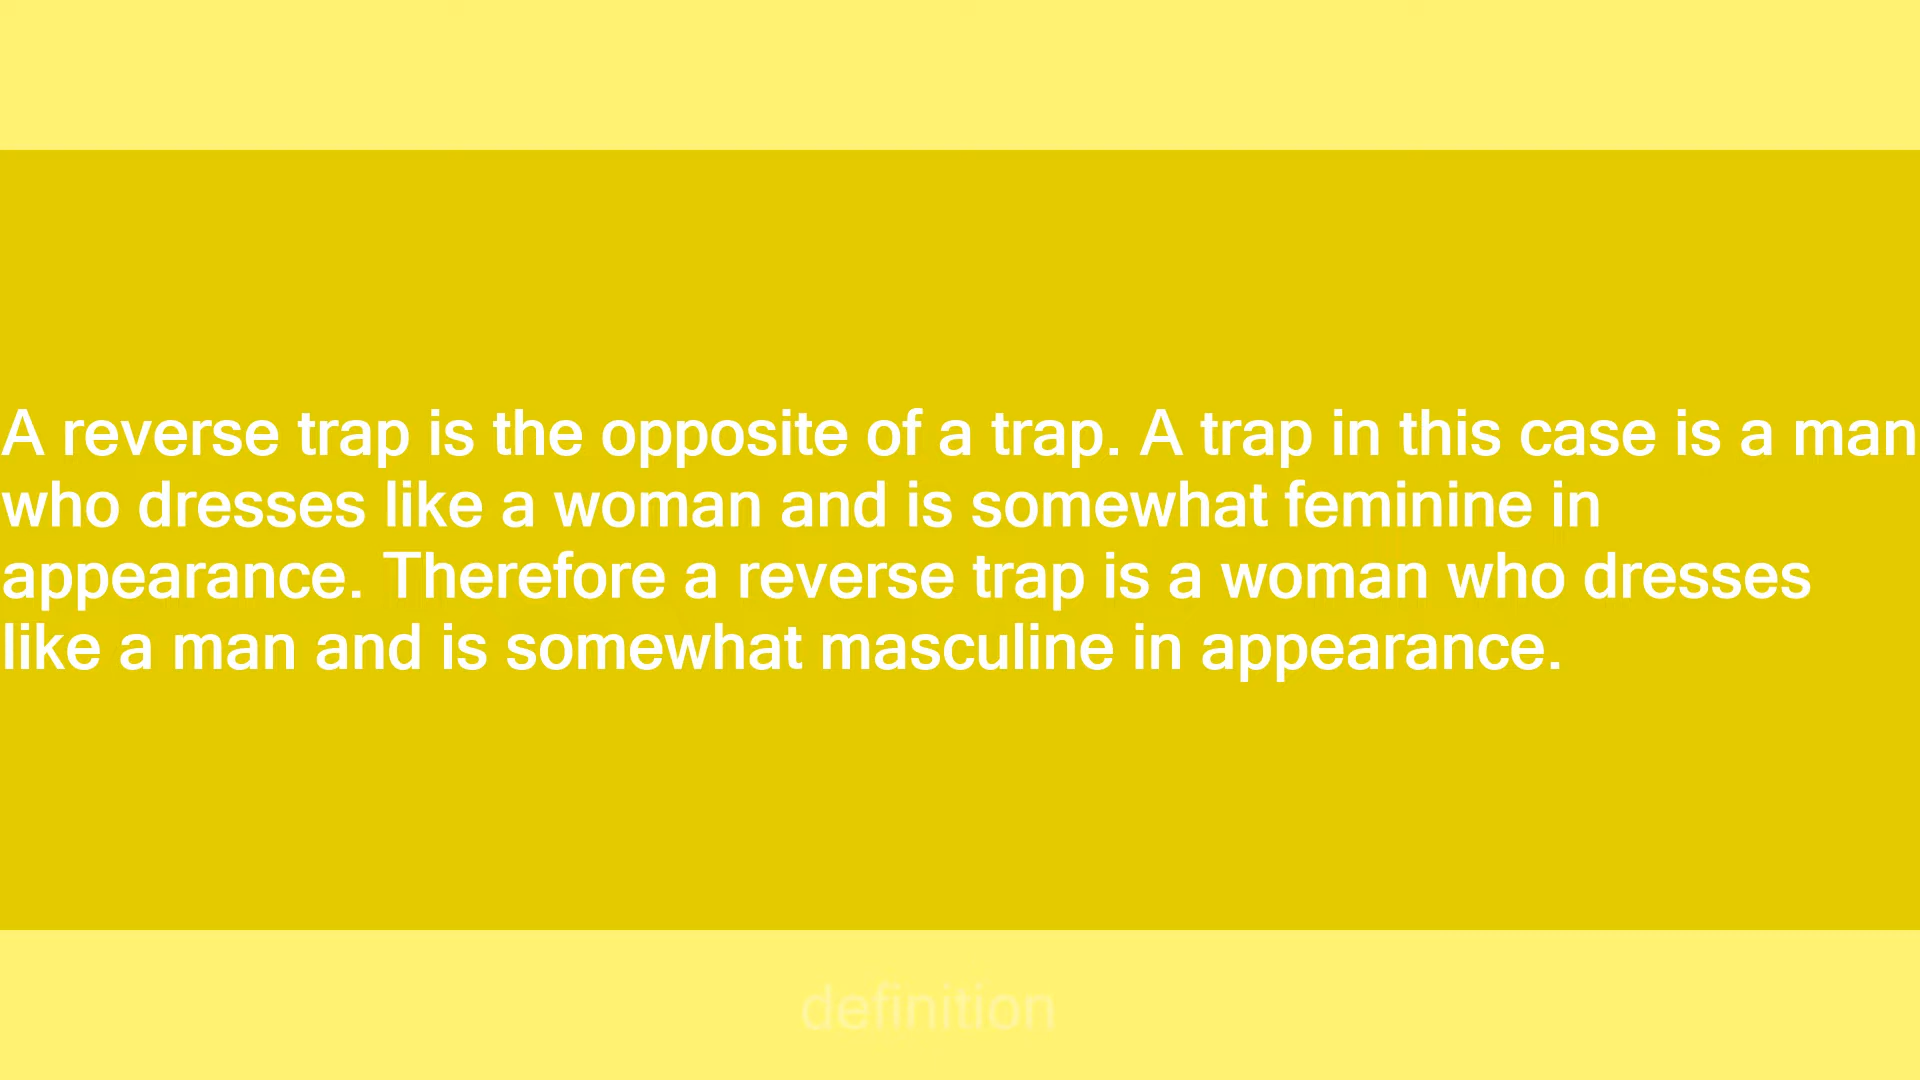 A reverse trap is the opposite of a trap. A trap in this case is a man
who dresses like a woman and is somewhat feminine in
appearance. Therefore a reverse trap is a woman who dresses
like a man and is somewhat masculine in appearance.
definition